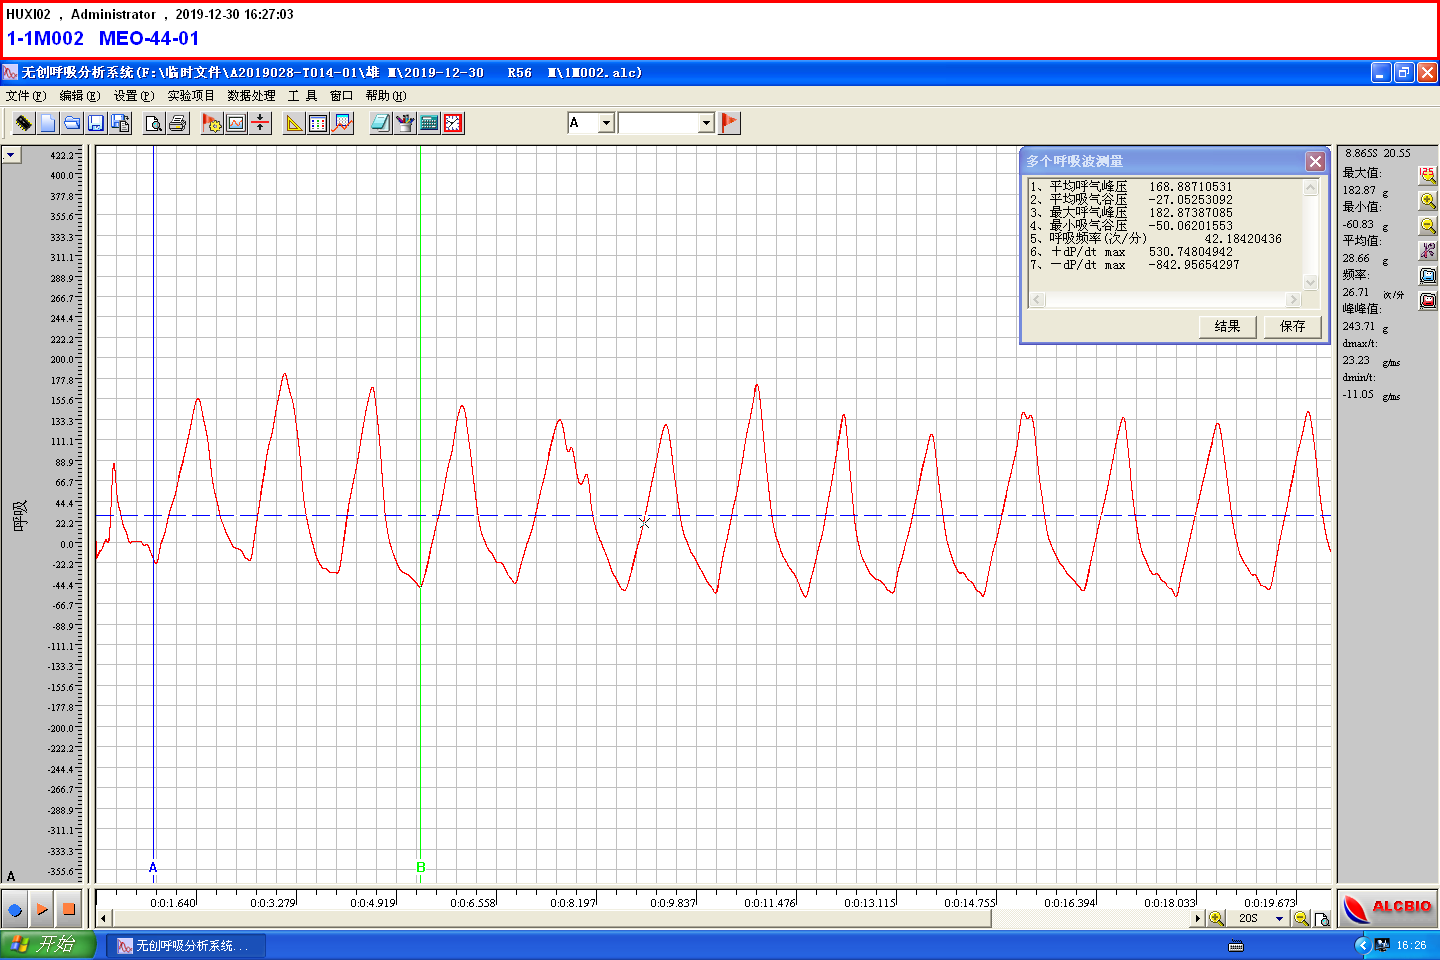 HUXI02 , Administrator , 2019-12-30 16:27:03
1-1M002 MEO-44-01
无创呼吸分析系统(F:\临时文件\A2019028-T014-01\雄 M\2019-12-30 R56 M\1M002.alc)
文件(F) 编辑(E) 设置(P) 实验项目 数据处理 工 具 窗口 帮助(H)
A
422.2
400.0
377.8
355.6
333.3
311.1
288.9
266.7
244.4
222.2
200.0
177.8
155.6
133.3
111.1
88.9
66.7
44.4
22.2
0.0
-22.2
-44.4
-66.7
-88.9
-111.1
-133.3
-155.6
-177.8
-200.0
-222.2
-244.4
-266.7
-288.9
-311.1
-333.3
-355.6
呼吸
A
A
B
多个呼吸波测量
1、平均呼气峰压 168.88710531
2、平均吸气谷压 -27.05253092
3、最大呼气峰压 182.87387085
4、最小吸气谷压 -50.06201553
5、呼吸频率(次/分) 42.18420436
6、＋dP/dt max 530.74804942
7、－dP/dt max -842.95654297
结果 保存
8.865S 20.55
最大值:
182.87 g
最小值:
-60.83 g
平均值:
28.66 g
频率:
26.71 次/分
峰峰值:
243.71 g
dmax/t:
23.23 g/ms
dmin/t:
-11.05 g/ms
125
0:0:1.640 0:0:3.279 0:0:4.919 0:0:6.558 0:0:8.197 0:0:9.837 0:0:11.476 0:0:13.115 0:0:14.755 0:0:16.394 0:0:18.033 0:0:19.673
20S
ALCBIO
开始 无创呼吸分析系统... 16:26